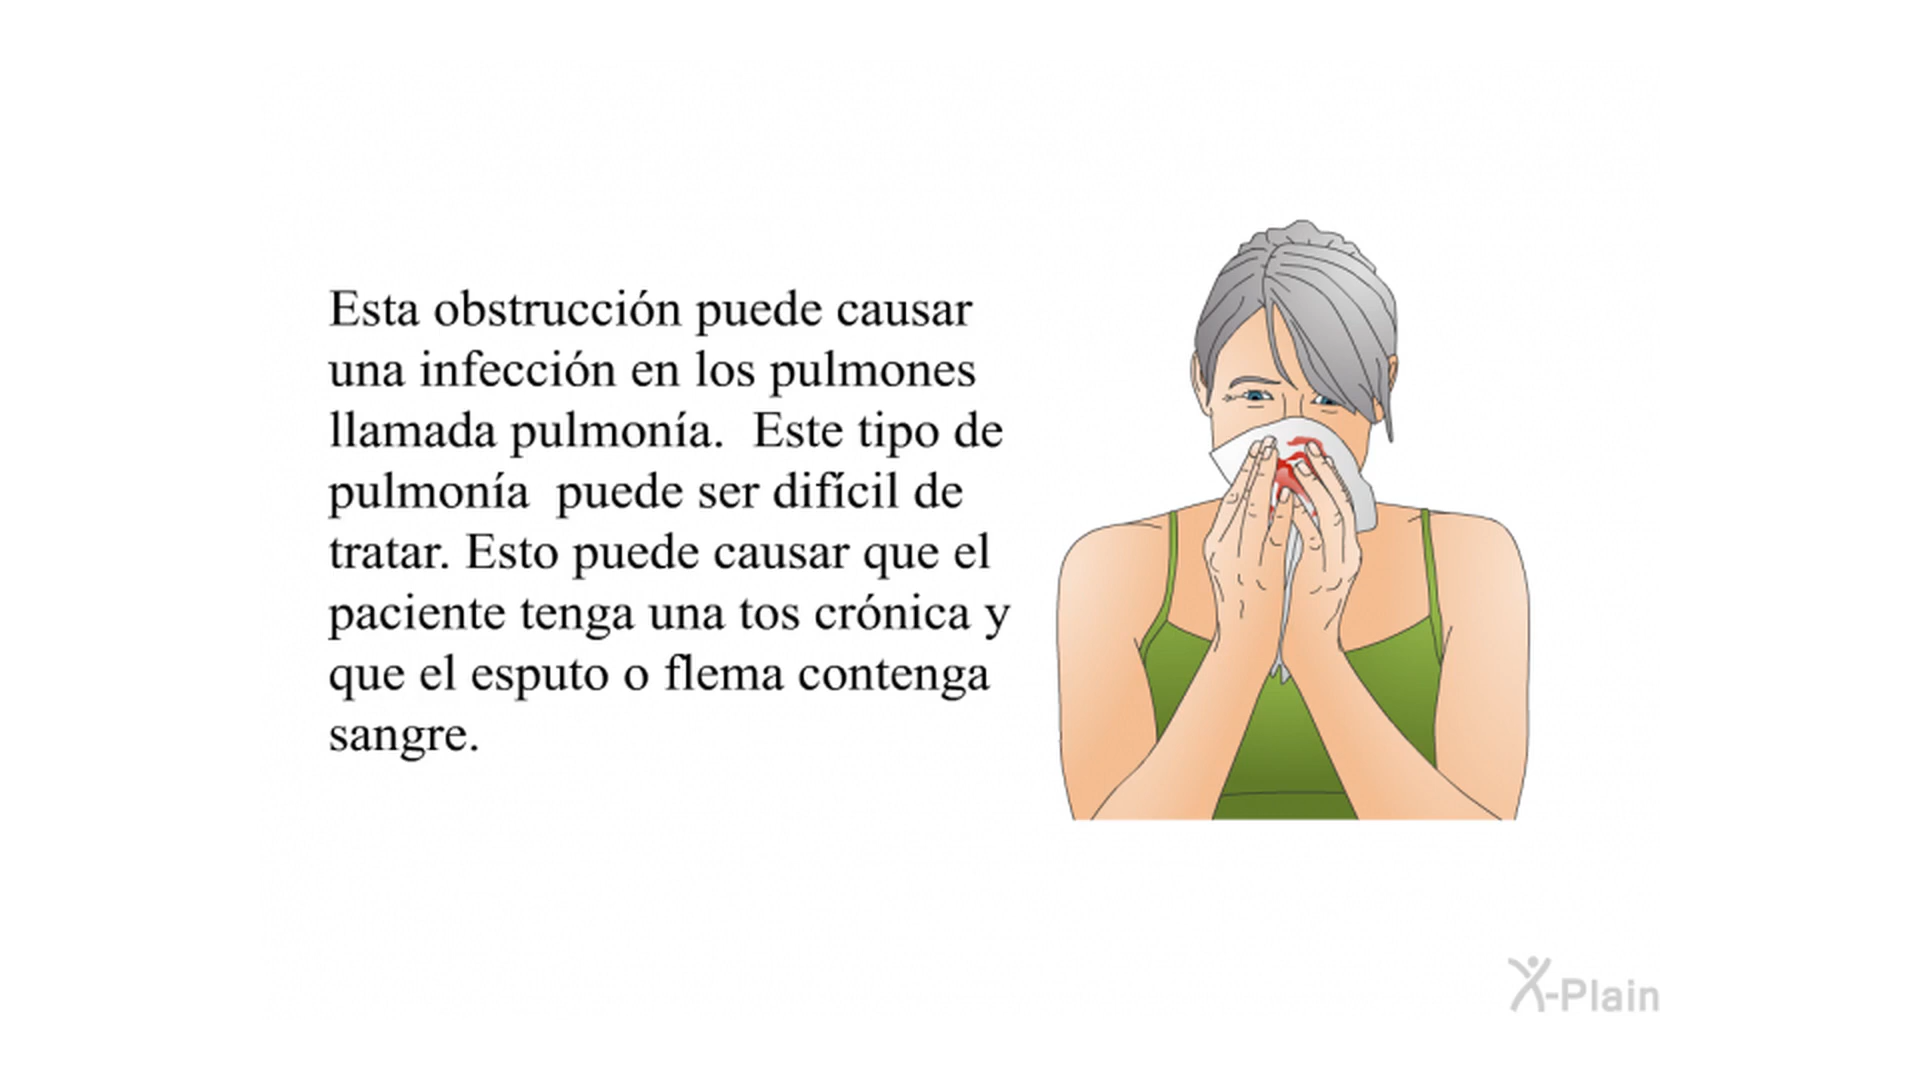 Esta obstrucción puede causar
una infección en los pulmones
llamada pulmonía.  Este tipo de
pulmonía  puede ser difícil de
tratar. Esto puede causar que el
paciente tenga una tos crónica y
que el esputo o flema contenga
sangre.
X-Plain